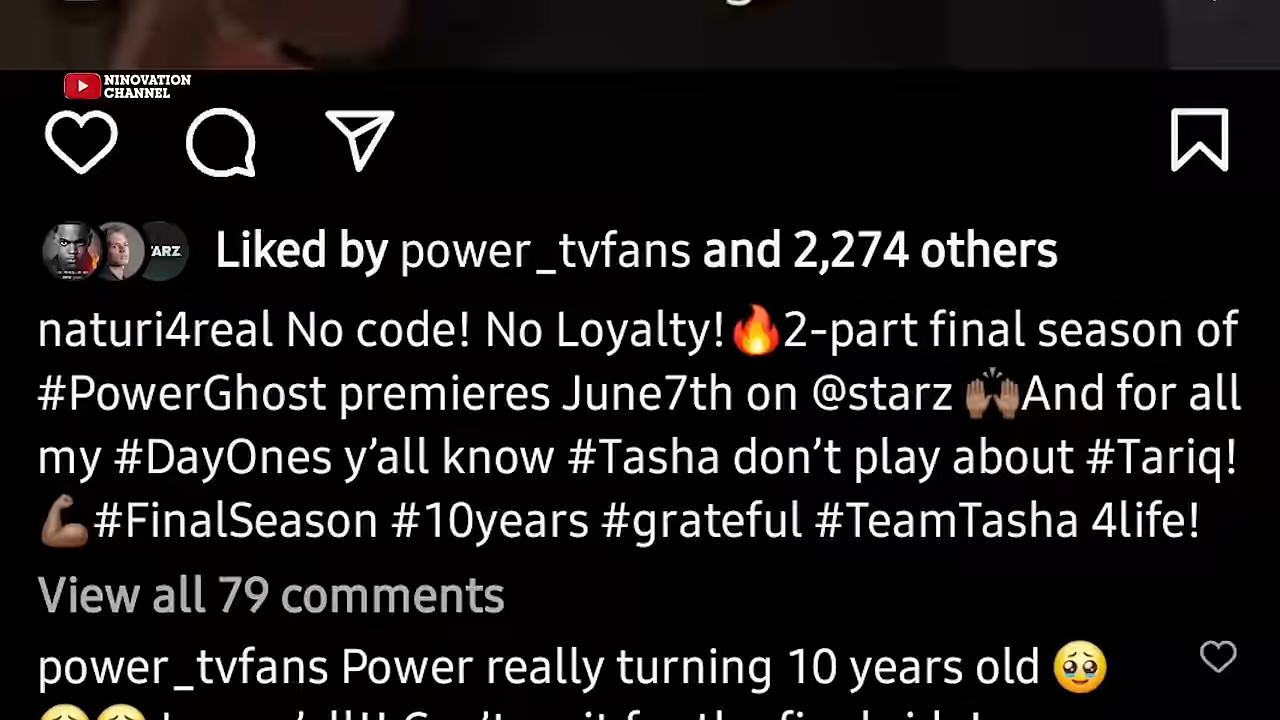 NINOVATION
CHANNEL
ARZ
Liked by power_tvfans and 2,274 others
naturi4real No code! No Loyalty!🔥2-part final season of
#PowerGhost premieres June7th on @starz 🙌🏽And for all
my #DayOnes y’all know #Tasha don’t play about #Tariq!
💪🏽#FinalSeason #10years #grateful #TeamTasha 4life!
View all 79 comments
power_tvfans Power really turning 10 years old 🥹